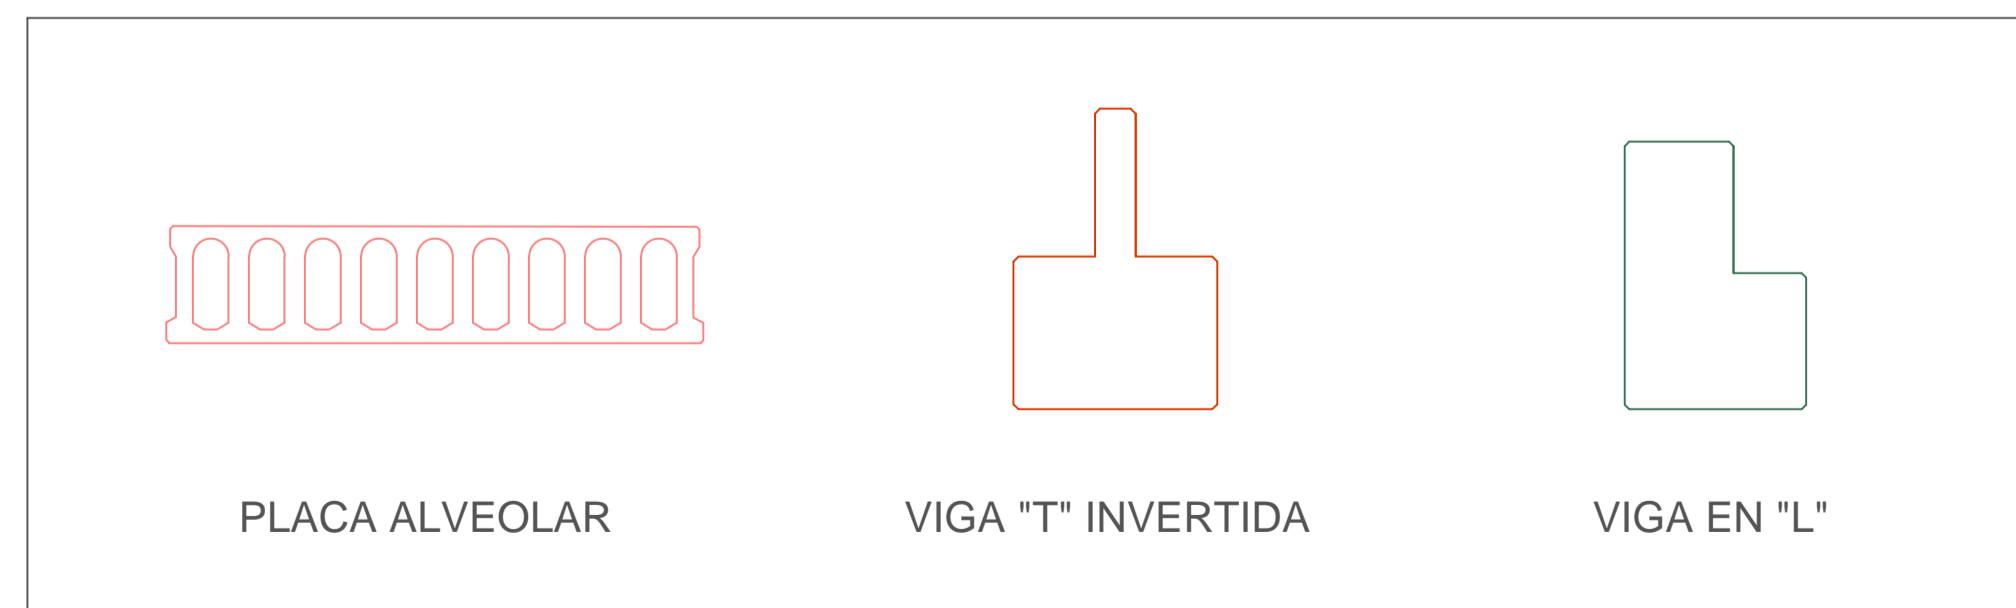 PLACA ALVEOLAR
VIGA "T" INVERTIDA
VIGA EN "L"